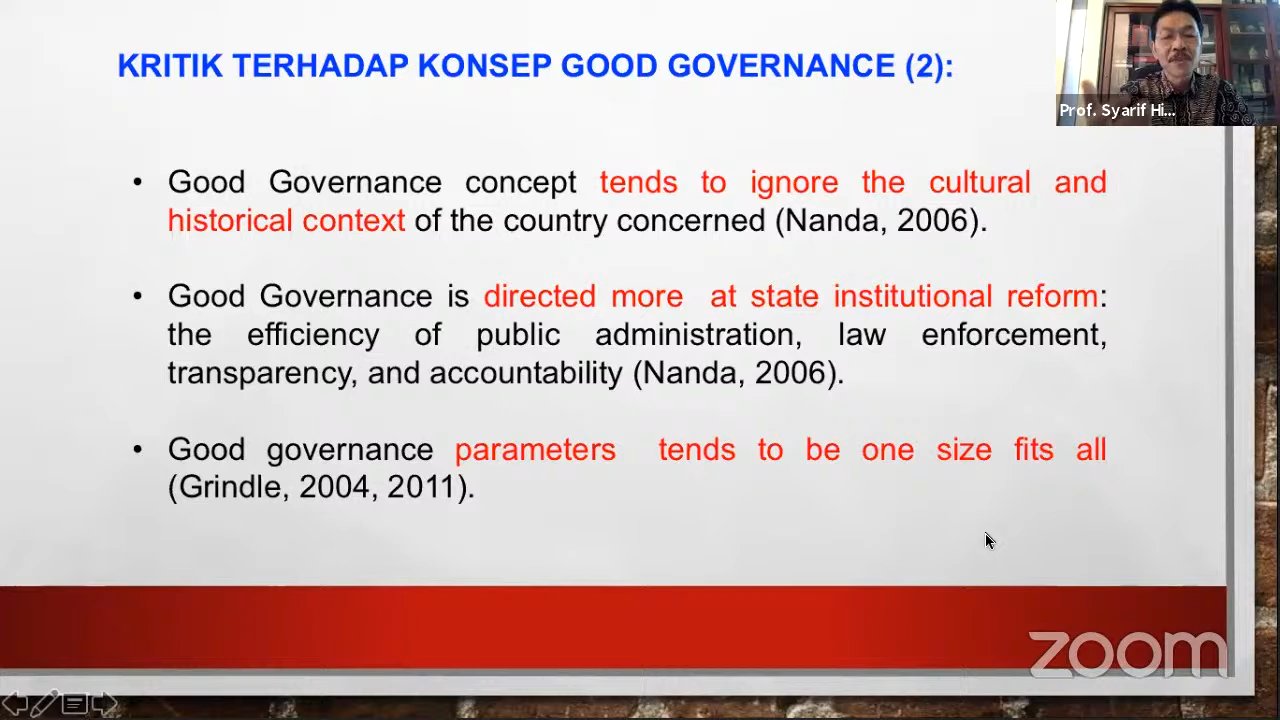 KRITIK TERHADAP KONSEP GOOD GOVERNANCE (2):
Prof. Syarif Hi...
• Good Governance concept tends to ignore the cultural and
historical context of the country concerned (Nanda, 2006).
• Good Governance is directed more at state institutional reform:
the efficiency of public administration, law enforcement,
transparency, and accountability (Nanda, 2006).
• Good governance parameters tends to be one size fits all
(Grindle, 2004, 2011).
zoom